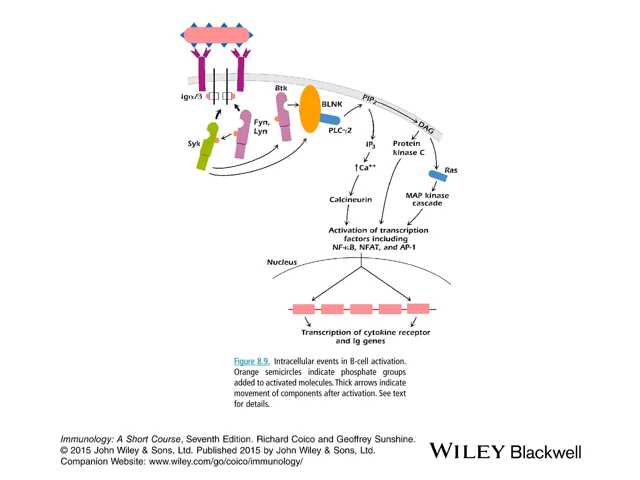 Igα/β
Btk
BLNK
PLC-γ2
Fyn,
Lyn
Syk
PIP2
DAG
IP3
Protein
kinase C
↑Ca++
Ras
Calcineurin
MAP kinase
cascade
Activation of transcription
factors including
NF-κB, NFAT, and AP-1
Nucleus
Transcription of cytokine receptor
and Ig genes
Figure 8.9. Intracellular events in B-cell activation.
Orange semicircles indicate phosphate groups
added to activated molecules. Thick arrows indicate
movement of components after activation. See text
for details.
Immunology: A Short Course, Seventh Edition. Richard Coico and Geoffrey Sunshine.
© 2015 John Wiley & Sons, Ltd. Published 2015 by John Wiley & Sons, Ltd.
Companion Website: www.wiley.com/go/coico/immunology/
WILEY Blackwell